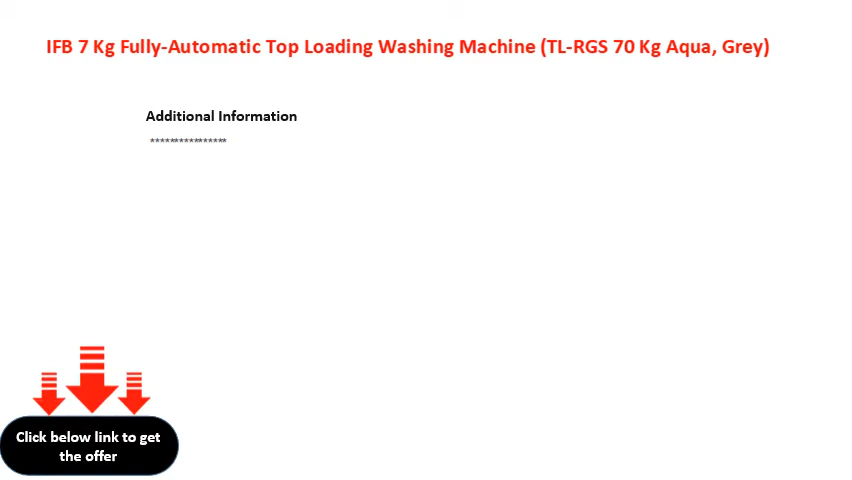 IFB 7 Kg Fully-Automatic Top Loading Washing Machine (TL-RGS 70 Kg Aqua, Grey)
Additional Information
****************
Click below link to get
the offer